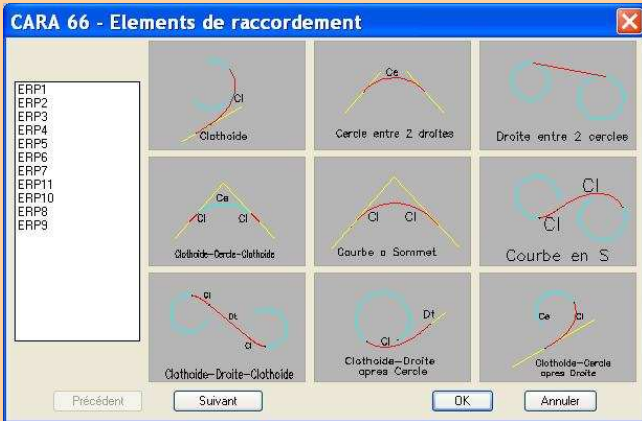 CARA 66 - Elements de raccordement
ERP1
ERP2
ERP3
ERP4
ERP5
ERP6
ERP7
ERP11
ERP10
ERP8
ERP9
Cl
Clothoide
Ce
Cercle entre 2 droites
Droite entre 2 cercles
Ce
Cl Cl
Clothoide-Cercle-Clothoide
Cl Cl
Courbe a Sommet
Cl
Cl
Courbe en S
Cl
Dt
Cl
Clothoide-Droite-Clothoide
Dt
Cl
Clothoide-Droite
apres Cercle
Ce Cl
Clothoide-Cercle
apres Droite
Précédent
Suivant
OK
Annuler